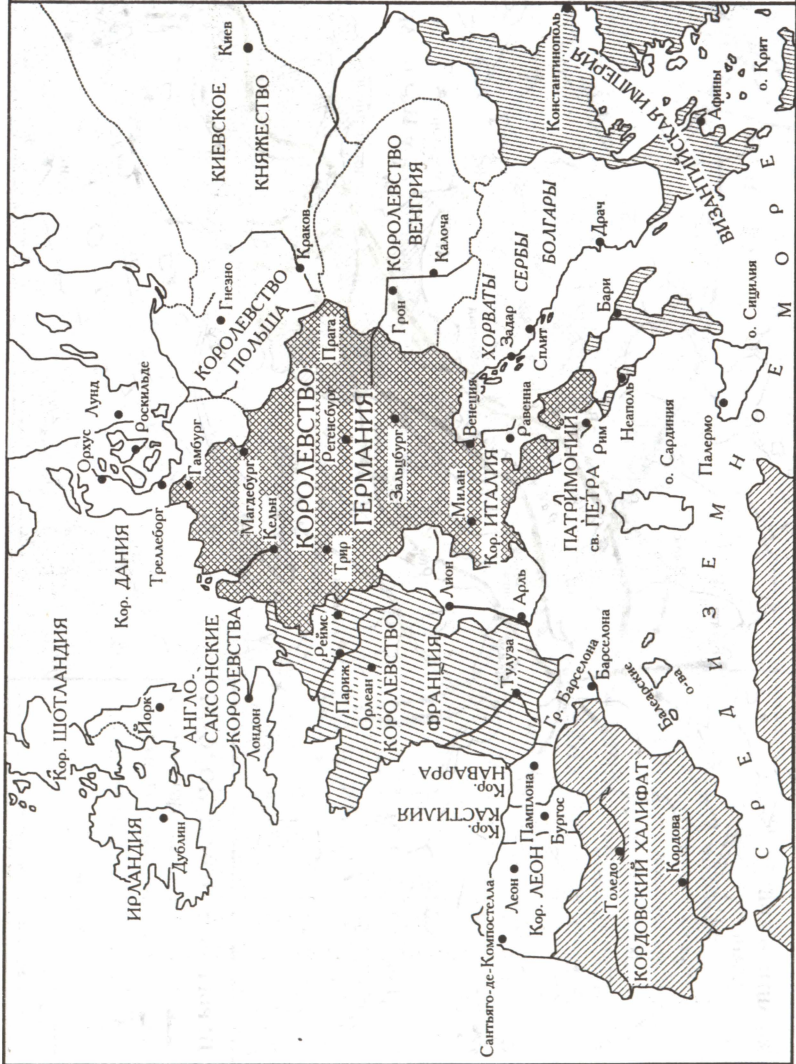 Кор. ШОТЛАНДИЯ
ИРЛАНДИЯ
Дублин
Йорк
АНГЛО-
САКСОНСКИЕ
КОРОЛЕВСТВА
Лондон
Кор. ДАНИЯ
Орхус
Лунд
Роскильде
Треллеборг
Гамбург
Магдебург
Кельн
КОРОЛЕВСТВО
ГЕРМАНИЯ
Трир
Регенсбург
Прага
Зальцбург
КОРОЛЕВСТВО
ПОЛЬША
Гнезно
Краков
КИЕВСКОЕ
КНЯЖЕСТВО
Киев
КОРОЛЕВСТВО
ВЕНГРИЯ
Грон
Калоча
Реймс
Париж
Орлеан
КОРОЛЕВСТВО
ФРАНЦИЯ
Лион
Арль
Тулуза
Милан
Венеция
Кор. ИТАЛИЯ
Равенна
ХОРВАТЫ
Задар
Сплит
СЕРБЫ
БОЛГАРЫ
Драч
Константинополь
ВИЗАНТИЙСКАЯ ИМПЕРИЯ
Афины
о. Крит
ПАТРИМОНИЙ
св. ПЕТРА
Рим
Неаполь
Бари
о. Сардиния
Палермо
о. Сицилия
Сантьяго-де-Компостелла
Леон
Кор. ЛЕОН
Кор.
КАСТИЛИЯ
Кор.
НАВАРРА
Памплона
Бургос
Гр. Барселона
Барселона
Балеарские
о-ва
Толедо
КОРДОВСКИЙ ХАЛИФАТ
Кордова
СРЕДИЗЕМНОЕ МОРЕ